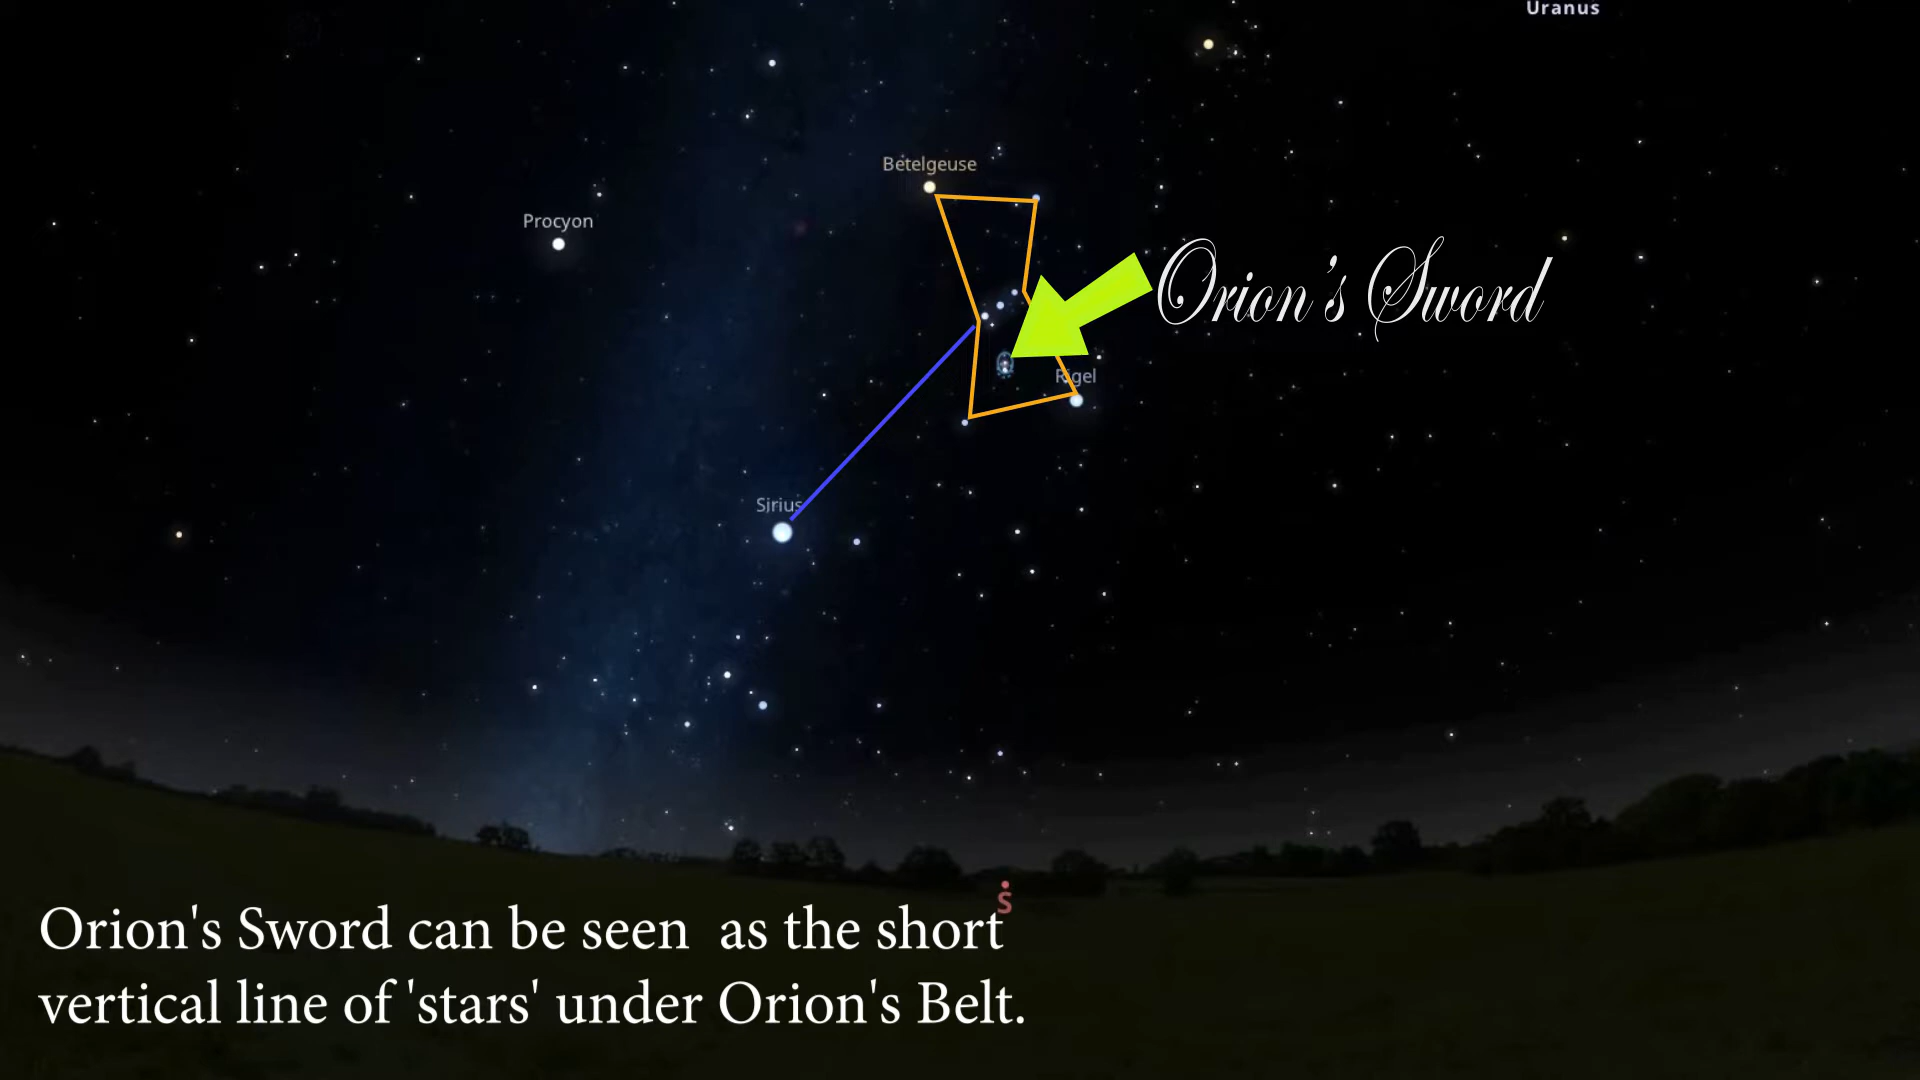 Uranus
Betelgeuse
Procyon
Orion's Sword
Rigel
Sirius
S
Orion's Sword can be seen  as the short
vertical line of 'stars' under Orion's Belt.